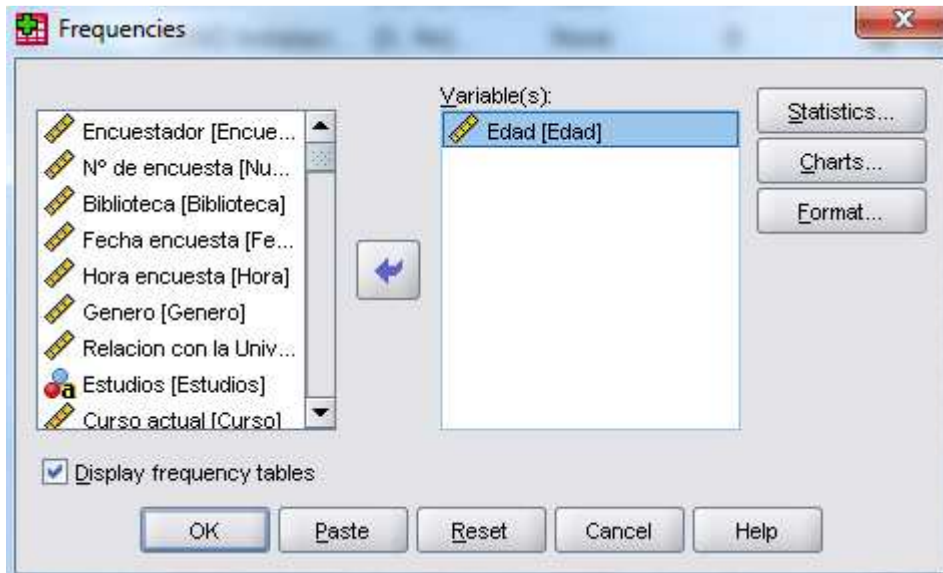 Frequencies
Encuestador [Encue...
Nº de encuesta [Nu...
Biblioteca [Biblioteca]
Fecha encuesta [Fe...
Hora encuesta [Hora]
Genero [Genero]
Relacion con la Univ...
Estudios [Estudios]
Curso actual [Curso]
Variable(s):
Edad [Edad]
Statistics...
Charts...
Format...
Display frequency tables
OK
Paste
Reset
Cancel
Help